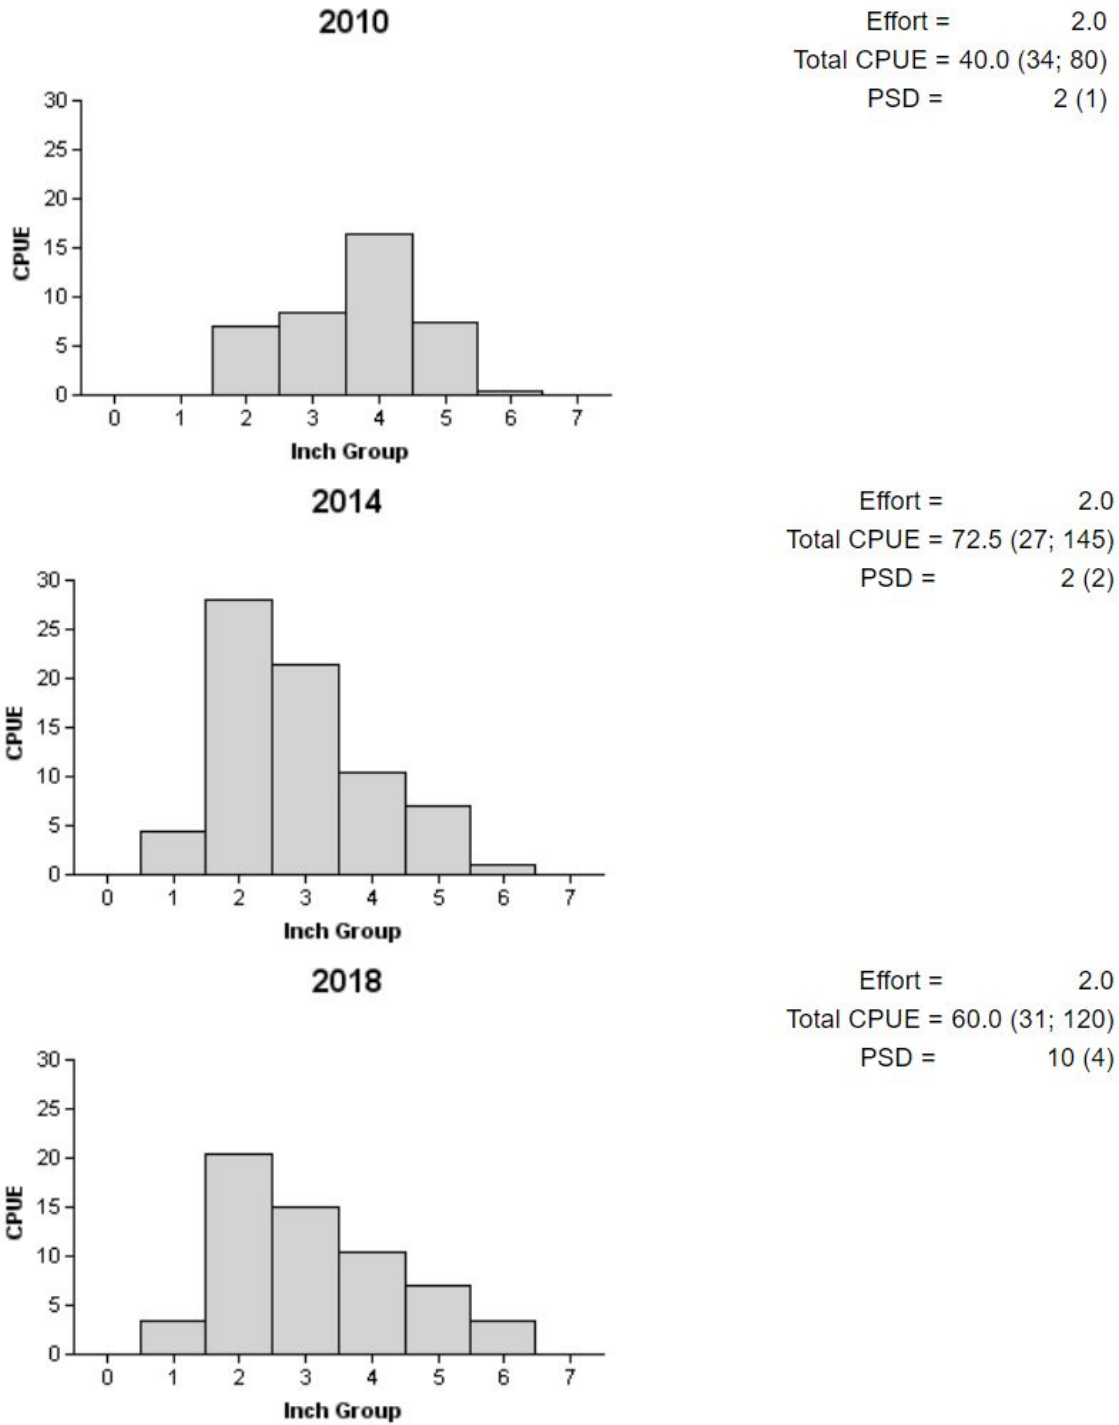 2010
Effort = 2.0
Total CPUE = 40.0 (34; 80)
PSD = 2 (1)
30
25
20
15
10
5
0
CPUE
0 1 2 3 4 5 6 7
Inch Group
2014
Effort = 2.0
Total CPUE = 72.5 (27; 145)
PSD = 2 (2)
30
25
20
15
10
5
0
CPUE
0 1 2 3 4 5 6 7
Inch Group
2018
Effort = 2.0
Total CPUE = 60.0 (31; 120)
PSD = 10 (4)
30
25
20
15
10
5
0
CPUE
0 1 2 3 4 5 6 7
Inch Group